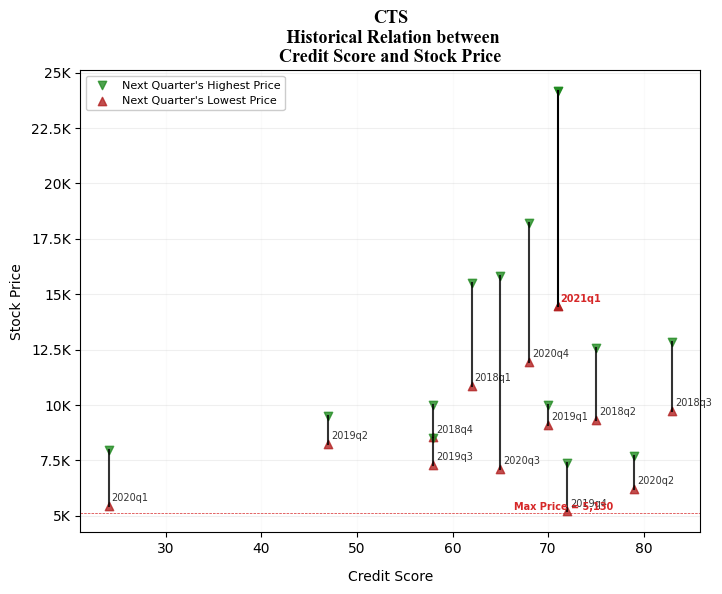 CTS
Historical Relation between
Credit Score and Stock Price
25K
22.5K
20K
17.5K
15K
12.5K
10K
7.5K
5K
Stock Price
Next Quarter's Highest Price
Next Quarter's Lowest Price
2021q1
2020q4
2018q1
2018q3
2018q2
2019q1
2018q4
2019q2
2019q3
2020q3
2020q2
2020q1
2019q4
Max Price = 5,130
30
40
50
60
70
80
Credit Score